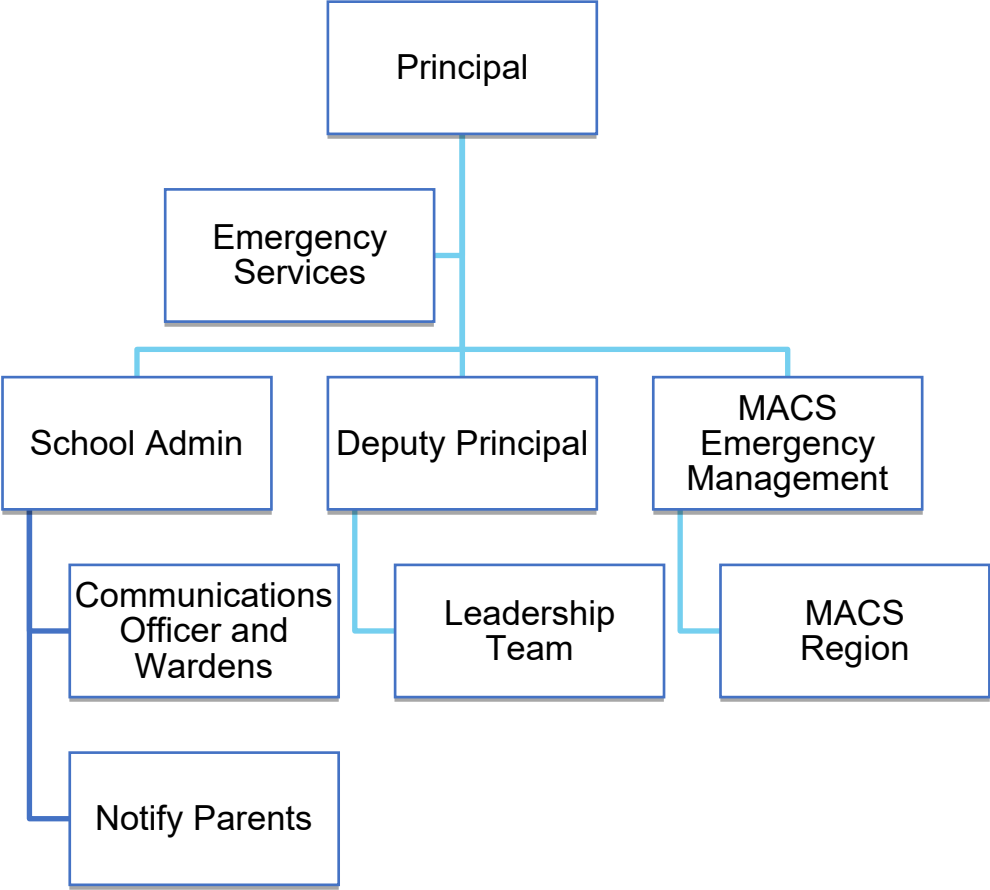 Principal
Emergency
Services
School Admin
Deputy Principal
MACS
Emergency
Management
Communications
Officer and
Wardens
Leadership
Team
MACS
Region
Notify Parents